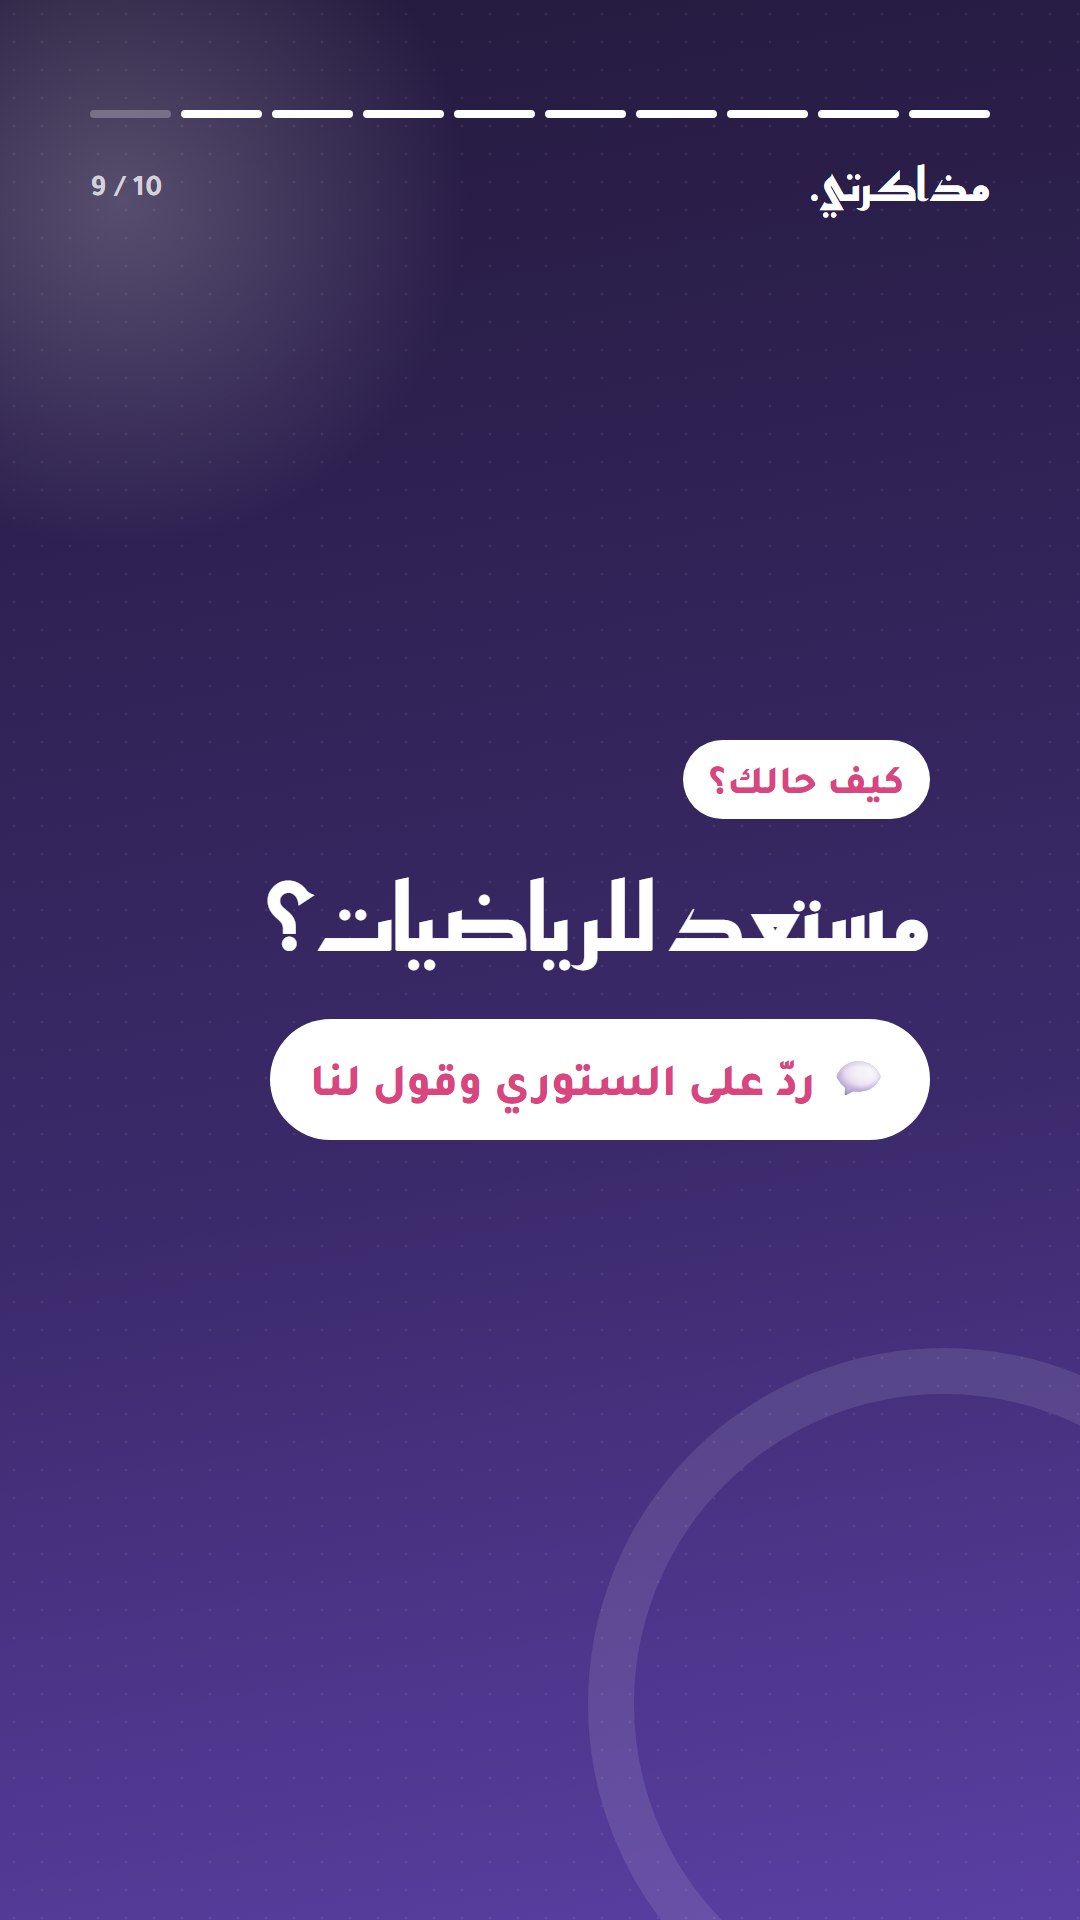 مذاكرتي.
9 / 10
كيف حالك؟
مستعد للرياضيات؟
ردّ على الستوري وقول لنا